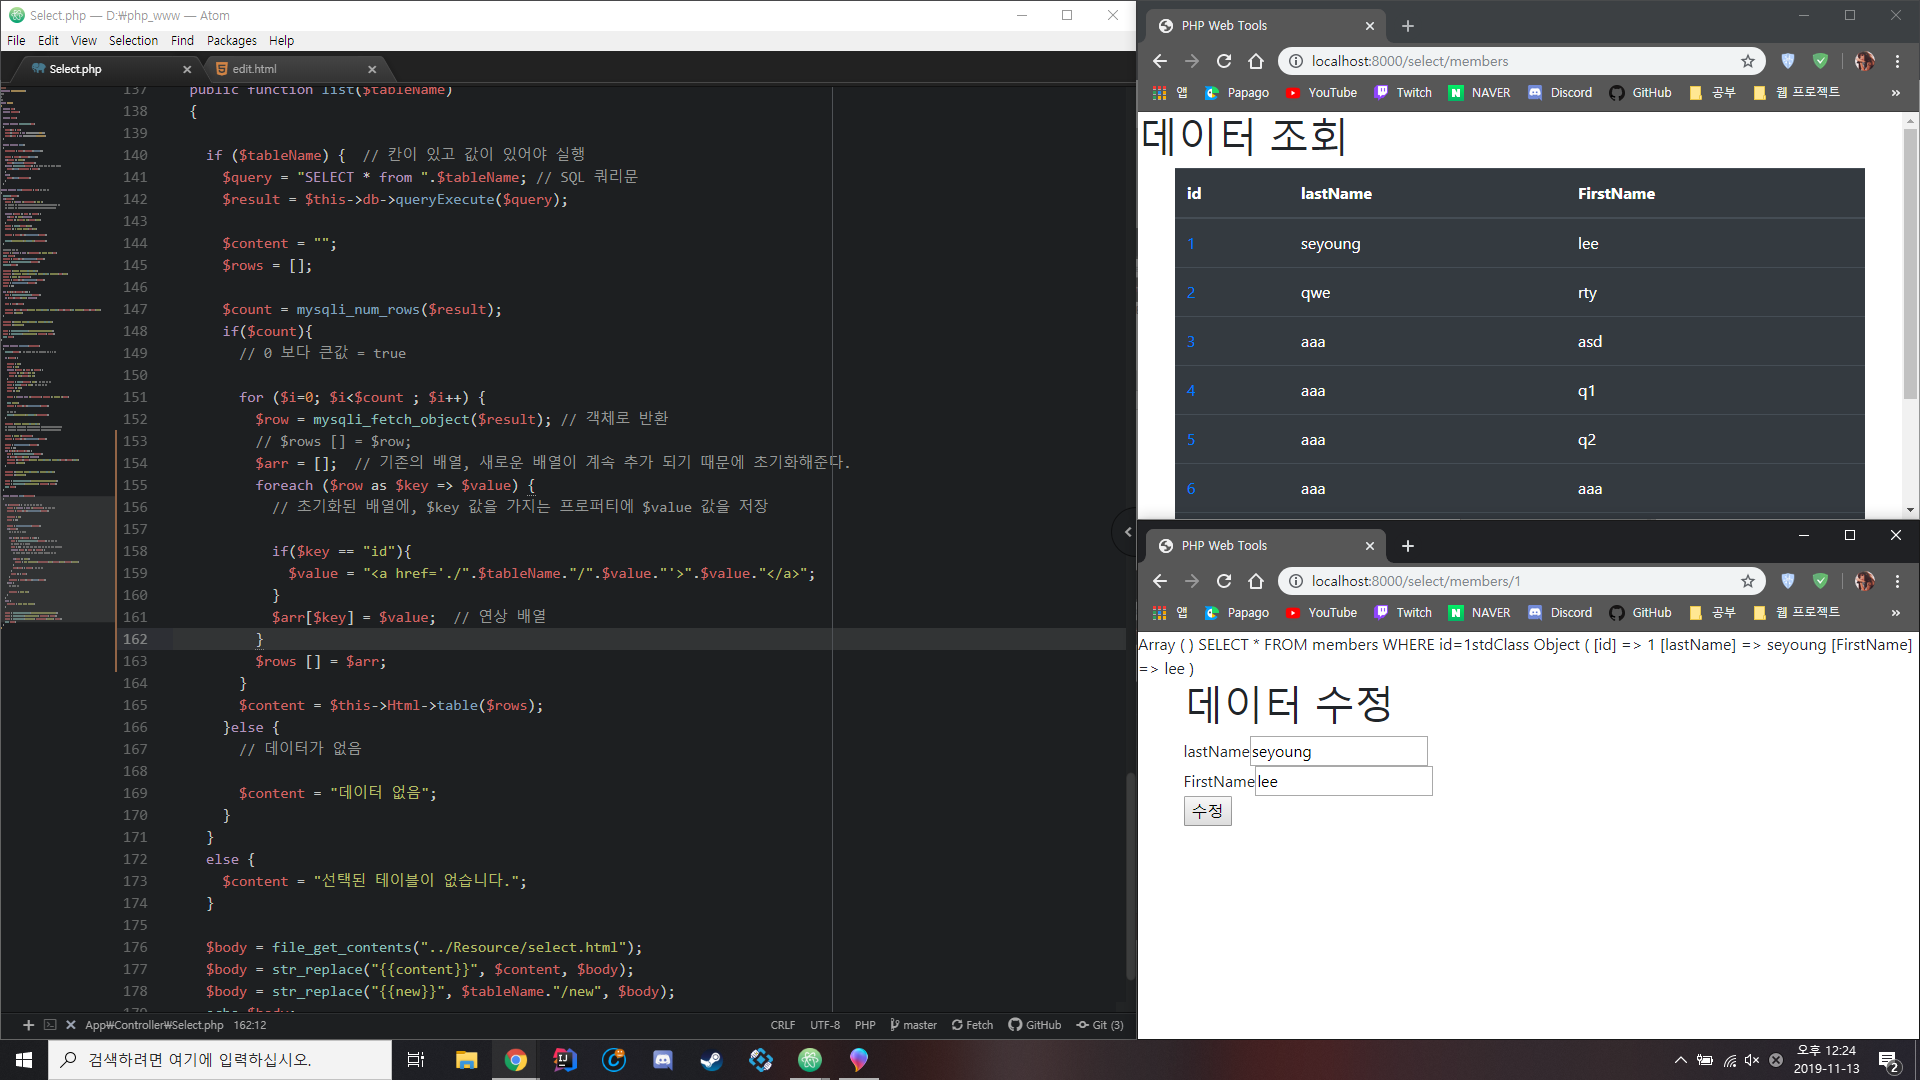 Select.php — D:₩php_www — Atom
File Edit View Selection Find Packages Help
Select.php
edit.html
137 public function list($tableName)
138 {
139
140 if ($tableName) { // 칸이 있고 값이 있어야 실행
141 $query = "SELECT * from ".$tableName; // SQL 쿼리문
142 $result = $this->db->queryExecute($query);
143
144 $content = "";
145 $rows = [];
146
147 $count = mysqli_num_rows($result);
148 if($count){
149 // 0 보다 큰값 = true
150
151 for ($i=0; $i<$count ; $i++) {
152 $row = mysqli_fetch_object($result); // 객체로 반환
153 // $rows [] = $row;
154 $arr = []; // 기존의 배열, 새로운 배열이 계속 추가 되기 때문에 초기화해준다.
155 foreach ($row as $key => $value) {
156 // 초기화된 배열에, $key 값을 가지는 프로퍼티에 $value 값을 저장
157
158 if($key == "id"){
159 $value = "<a href='./".$tableName."/".$value."'>".$value."</a>";
160 }
161 $arr[$key] = $value; // 연상 배열
162 }
163 $rows [] = $arr;
164 }
165 $content = $this->Html->table($rows);
166 }else {
167 // 데이터가 없음
168
169 $content = "데이터 없음";
170 }
171 }
172 else {
173 $content = "선택된 테이블이 없습니다.";
174 }
175
176 $body = file_get_contents("../Resource/select.html");
177 $body = str_replace("{{content}}", $content, $body);
178 $body = str_replace("{{new}}", $tableName."/new", $body);
179 echo $body;
App₩Controller₩Select.php 162:12 CRLF UTF-8 PHP master Fetch GitHub Git (3)
PHP Web Tools
localhost:8000/select/members
앱 Papago YouTube Twitch NAVER Discord GitHub 공부 웹 프로젝트 »
데이터 조회
id lastName FirstName
1 seyoung lee
2 qwe rty
3 aaa asd
4 aaa q1
5 aaa q2
6 aaa aaa
PHP Web Tools
localhost:8000/select/members/1
앱 Papago YouTube Twitch NAVER Discord GitHub 공부 웹 프로젝트 »
Array ( ) SELECT * FROM members WHERE id=1stdClass Object ( [id] => 1 [lastName] => seyoung [FirstName]
=> lee )
데이터 수정
lastName seyoung
FirstName lee
수정
검색하려면 여기에 입력하십시오.
오후 12:24
2019-11-13
2